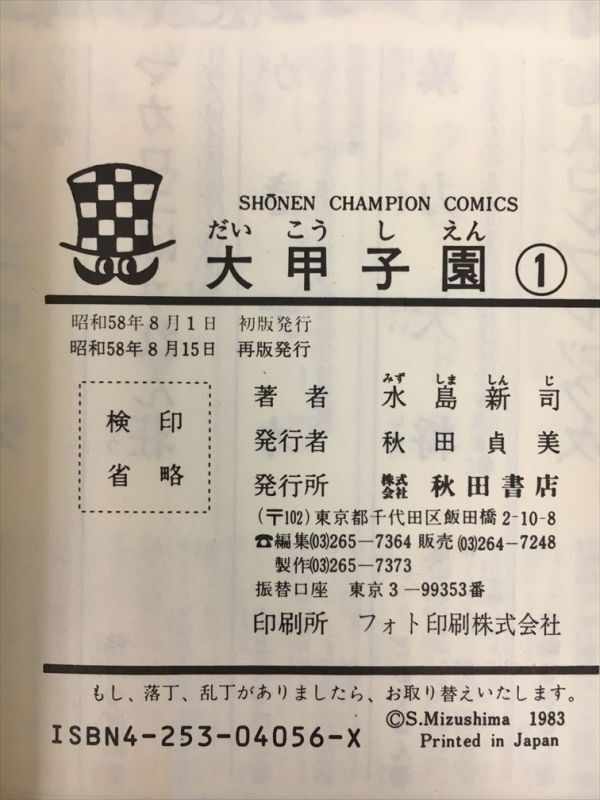 SHŌNEN CHAMPION COMICS
だい こう し えん
大甲子園 ①
昭和58年8月1日 初版発行
昭和58年8月15日 再版発行
検印
省略
みず しま しん じ
著者 水島新司
発行者 秋田貞美
発行所 株式会社 秋田書店
(〒102)東京都千代田区飯田橋2-10-8
☎編集(03)265-7364 販売(03)264-7248
製作(03)265-7373
振替口座 東京3-99353番
印刷所 フォト印刷株式会社
もし、落丁、乱丁がありましたら、お取り替えいたします。
ISBN4-253-04056-X
©S.Mizushima 1983
Printed in Japan